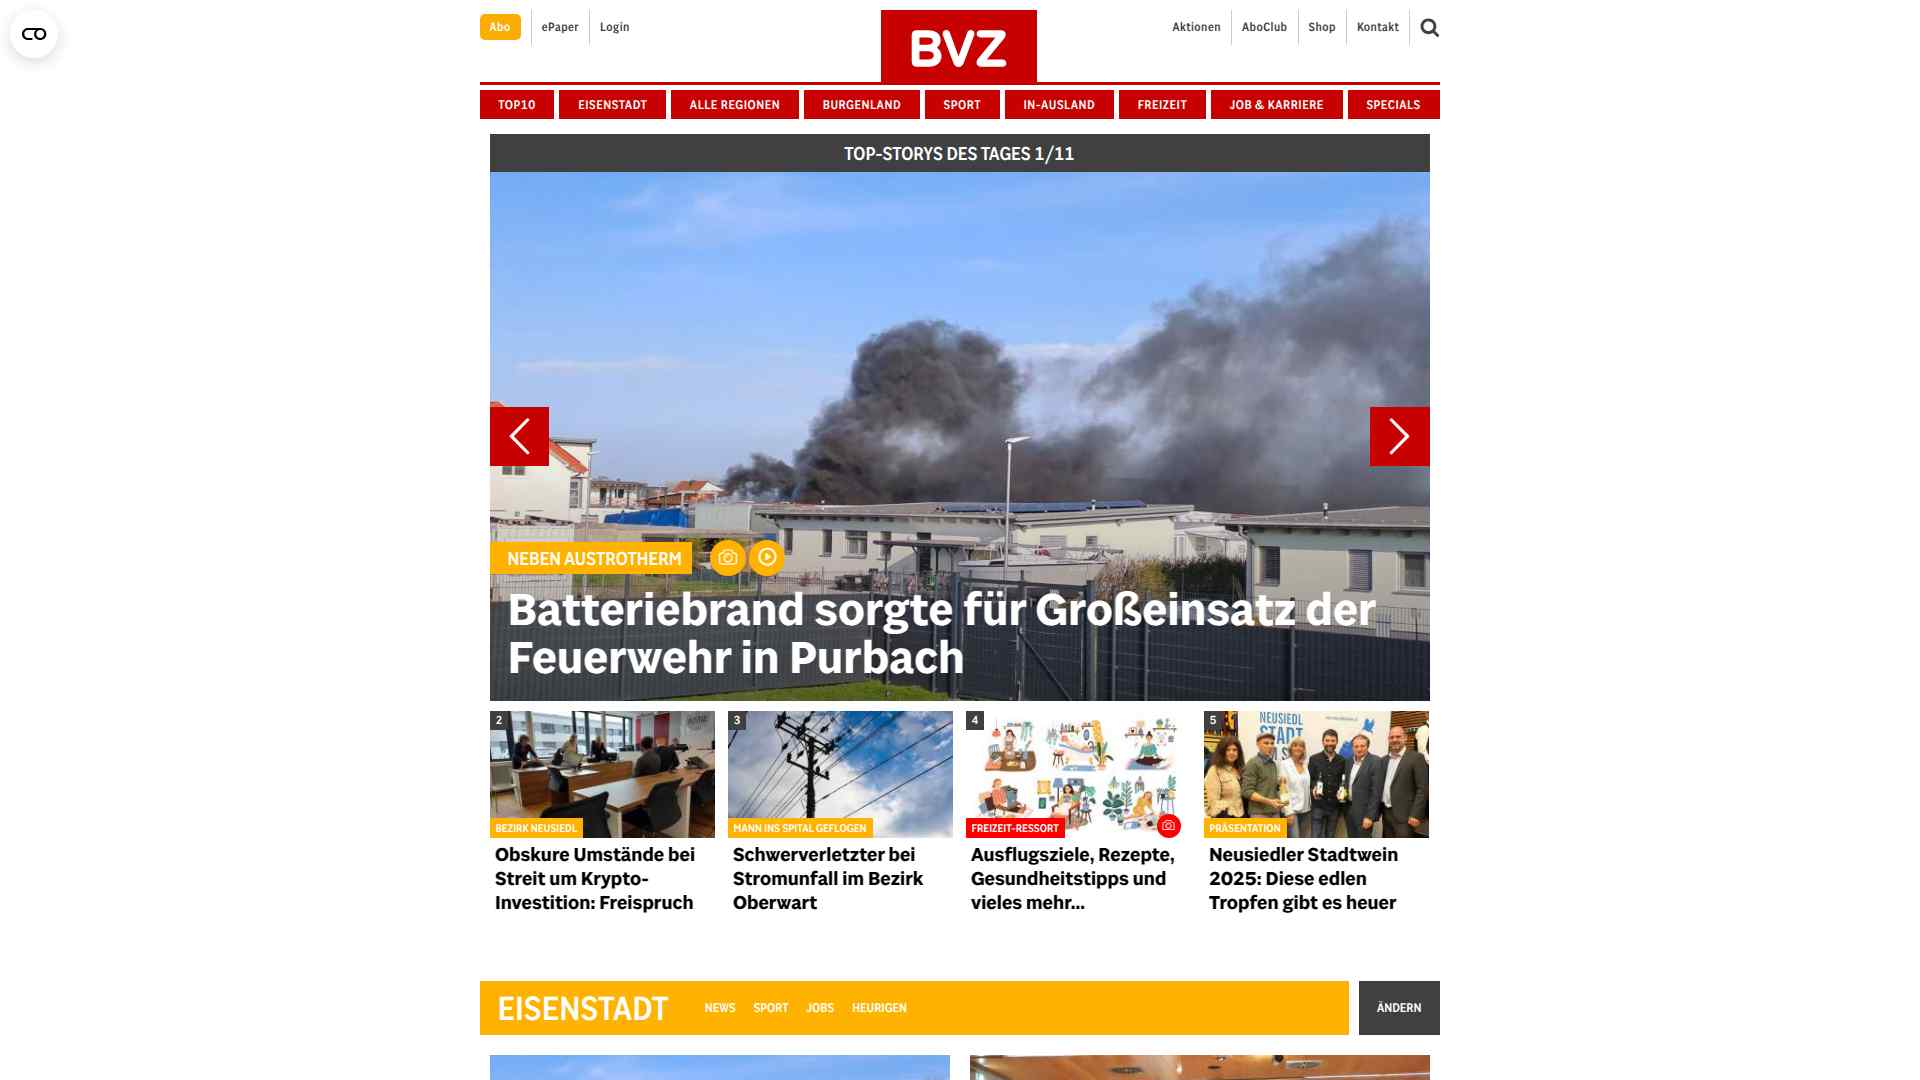 Abo
ePaper
Login
BVZ
Aktionen
AboClub
Shop
Kontakt
TOP10
EISENSTADT
ALLE REGIONEN
BURGENLAND
SPORT
IN-AUSLAND
FREIZEIT
JOB & KARRIERE
SPECIALS
TOP-STORYS DES TAGES 1/11
NEBEN AUSTROTHERM
Batteriebrand sorgte für Großeinsatz der
Feuerwehr in Purbach
2
BEZIRK NEUSIEDL
Obskure Umstände bei
Streit um Krypto-
Investition: Freispruch
3
MANN INS SPITAL GEFLOGEN
Schwerverletzter bei
Stromunfall im Bezirk
Oberwart
4
FREIZEIT-RESSORT
Ausflugsziele, Rezepte,
Gesundheitstipps und
vieles mehr...
5
NEUSIEDL
STADT
PRÄSENTATION
Neusiedler Stadtwein
2025: Diese edlen
Tropfen gibt es heuer
EISENSTADT
NEWS
SPORT
JOBS
HEURIGEN
ÄNDERN